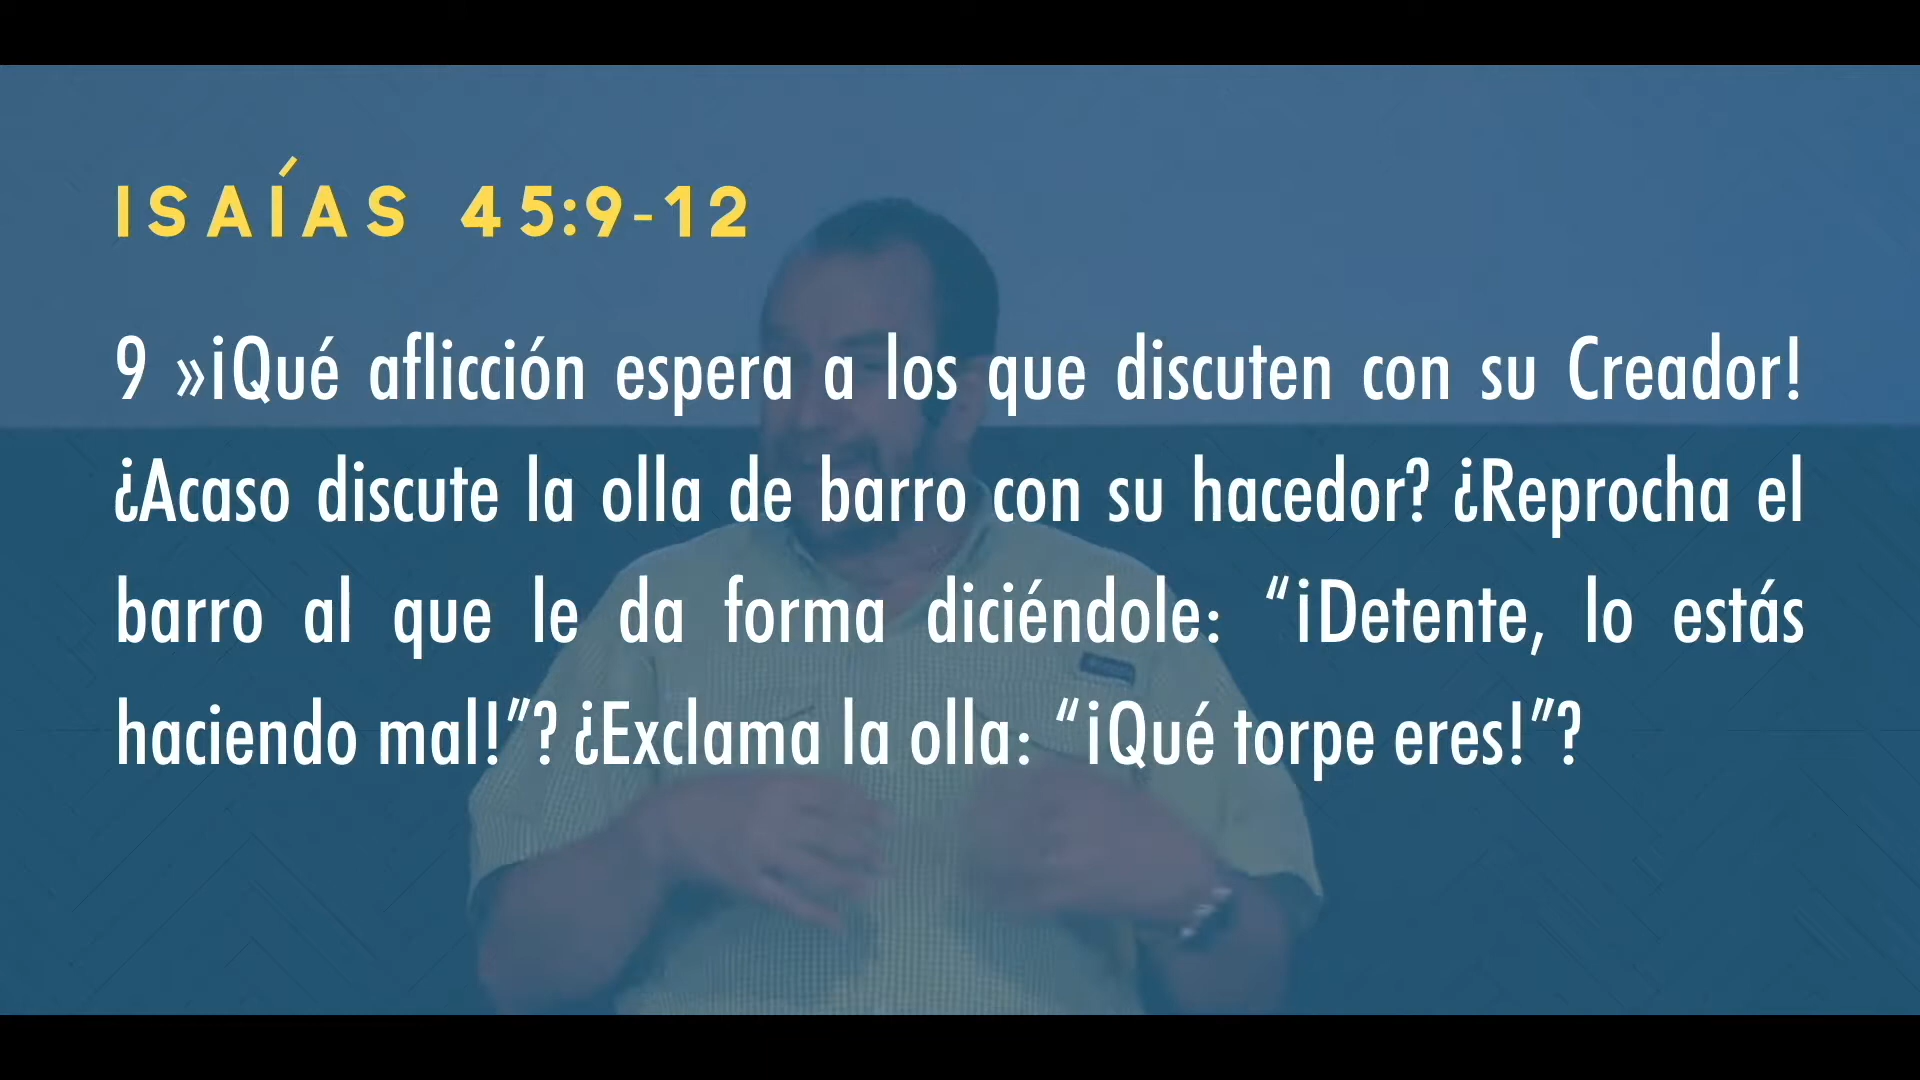 ISAÍAS 45:9-12
9 »¡Qué aflicción espera a los que discuten con su Creador!
¿Acaso discute la olla de barro con su hacedor? ¿Reprocha el
barro al que le da forma diciéndole: “¡Detente, lo estás
haciendo mal!”? ¿Exclama la olla: “¡Qué torpe eres!”?